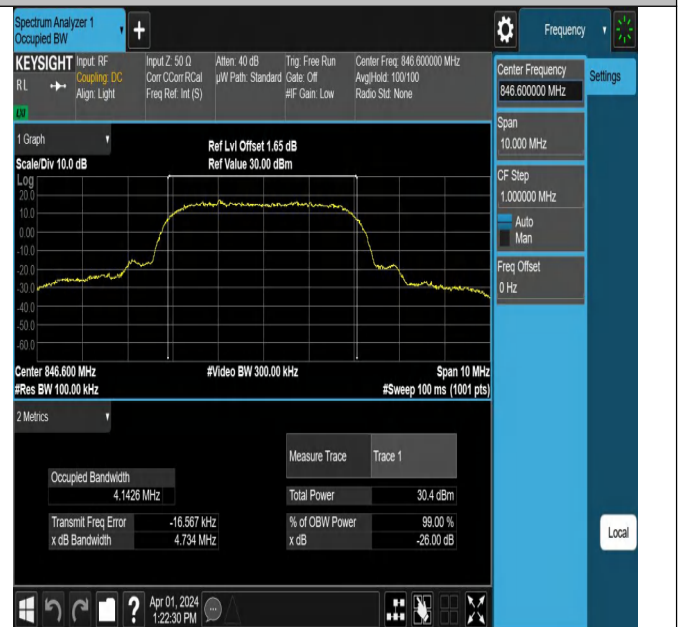 Spectrum Analyzer 1
Occupied BW
+
Frequency
KEYSIGHT
RL
LXI
Input: RF
Coupling: DC
Align: Light
Input Z: 50 Ω
Corr CCorr RCal
Freq Ref: Int (S)
Atten: 40 dB
µW Path: Standard
Trig: Free Run
Gate: Off
#IF Gain: Low
Center Freq: 846.600000 MHz
Avg|Hold: 100/100
Radio Std: None
Center Frequency
846.600000 MHz
Settings
Span
10.000 MHz
CF Step
1.000000 MHz
Auto
Man
Freq Offset
0 Hz
Local
1 Graph
Scale/Div 10.0 dB
Ref Lvl Offset 1.65 dB
Ref Value 30.00 dBm
Log
20.0
10.0
0.00
-10.0
-20.0
-30.0
-40.0
-50.0
-60.0
Center 846.600 MHz
#Video BW 300.00 kHz
Span 10 MHz
#Res BW 100.00 kHz
#Sweep 100 ms (1001 pts)
2 Metrics
Measure Trace
Trace 1
Occupied Bandwidth
4.1426 MHz
Total Power
30.4 dBm
Transmit Freq Error
-16.567 kHz
% of OBW Power
99.00 %
x dB Bandwidth
4.734 MHz
x dB
-26.00 dB
?
Apr 01, 2024
1:22:30 PM